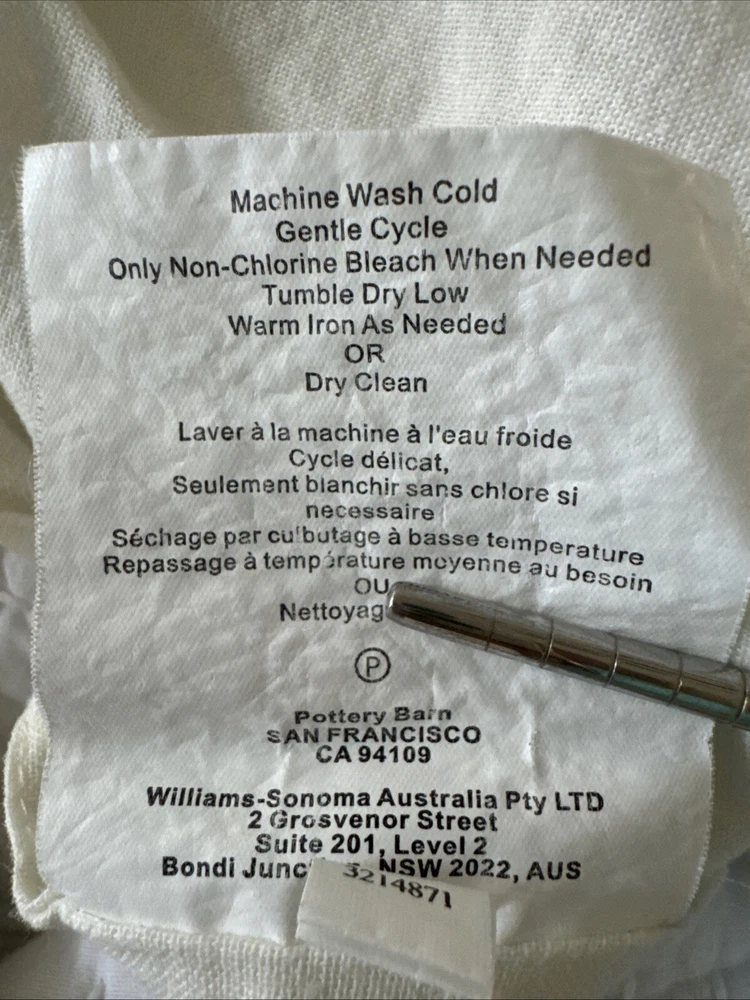 Machine Wash Cold
Gentle Cycle
Only Non-Chlorine Bleach When Needed
Tumble Dry Low
Warm Iron As Needed
OR
Dry Clean
Laver à la machine à l'eau froide
Cycle délicat,
Seulement blanchir sans chlore si
necessaire
Séchage par culbutage à basse temperature
Repassage à température moyenne au besoin
OU
P
Pottery Barn
SAN FRANCISCO
CA 94109
Williams-Sonoma Australia Pty LTD
2 Grosvenor Street
Suite 201, Level 2
Bondi NSW 2022, AUS
3214871